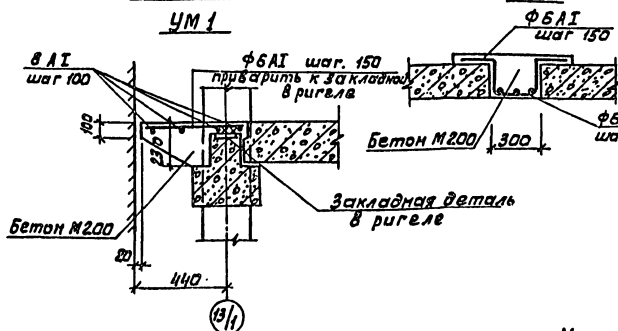 УМ 1
8 АI
шаг 100
ф6АI шаг. 150
приварить к закладной
в ригеле
100
230
Бетон М200
20
440
13/1
Закладная деталь
в ригеле
ф6АI
шаг 150
Бетон М200
300
ф6